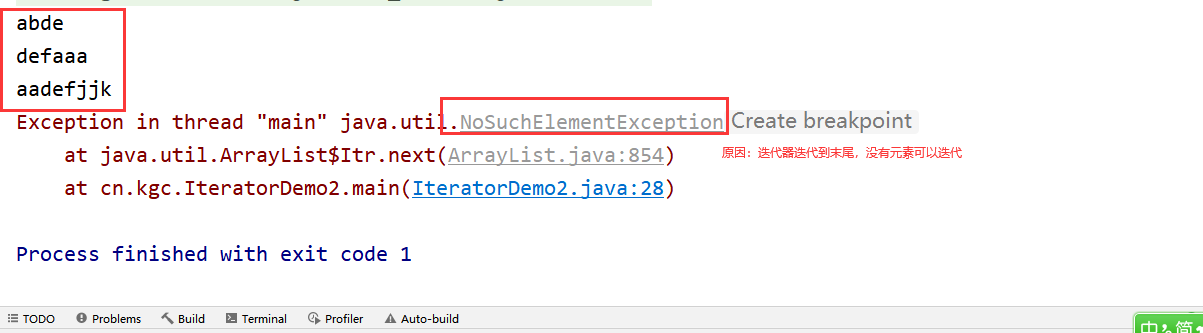 abde
defaaa
aadefjjk
Exception in thread "main" java.util.NoSuchElementException Create breakpoint
at java.util.ArrayList$Itr.next(ArrayList.java:854) 原因：迭代器迭代到末尾，没有元素可以迭代
at cn.kgc.IteratorDemo2.main(IteratorDemo2.java:28)
Process finished with exit code 1
TODO Problems Build Terminal Profiler Auto-build
中 简